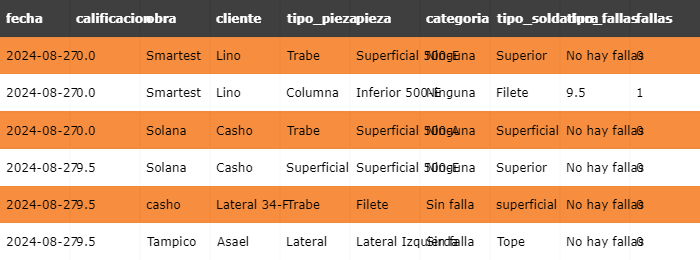 fecha calificacion obra cliente tipo_pieza pieza categoria tipo_soldadura tipo_fallas fallas
2024-08-27 0.0 Smartest Lino Trabe Superficial 500-E Ninguna Superior No hay fallas 0
2024-08-27 0.0 Smartest Lino Columna Inferior 500-NE Ninguna Filete 9.5 1
2024-08-27 0.0 Solana Casho Trabe Superficial 500-A Ninguna Superficial No hay fallas 0
2024-08-27 9.5 Solana Casho Superficial Superficial 500-E Ninguna Superior No hay fallas 0
2024-08-27 9.5 casho Lateral 34-F Trabe Filete Sin falla superficial No hay fallas 0
2024-08-27 9.5 Tampico Asael Lateral Lateral Izquierda Sin falla Tope No hay fallas 0